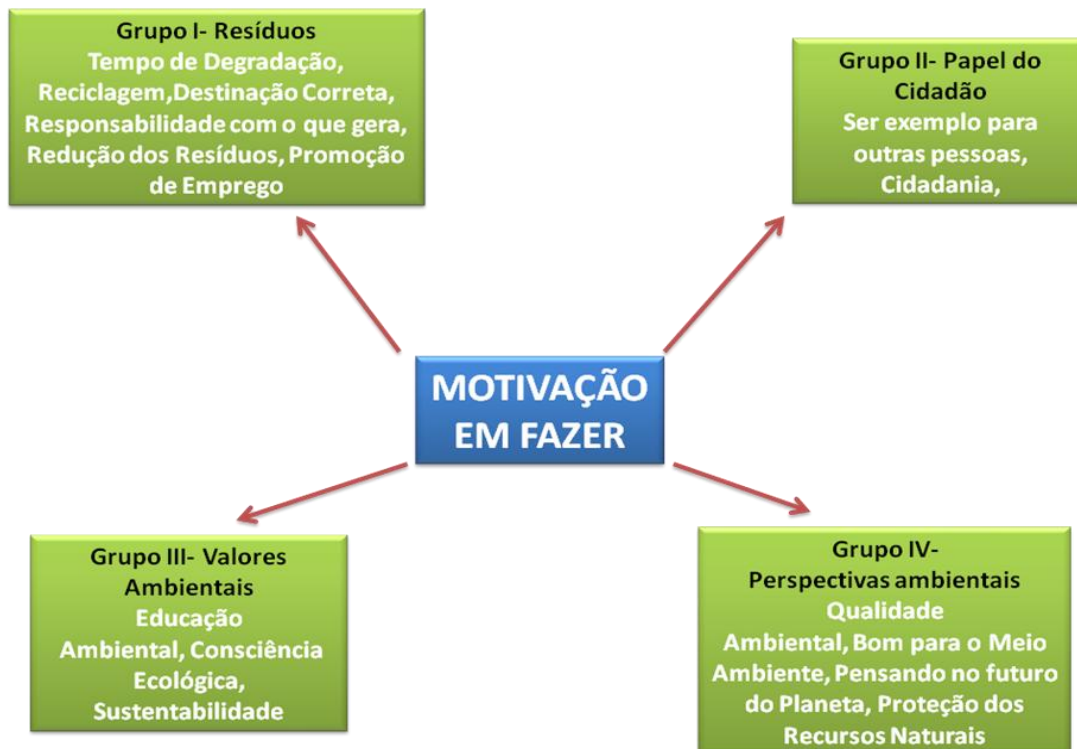 Grupo I- Resíduos
Tempo de Degradação,
Reciclagem,Destinação Correta,
Responsabilidade com o que gera,
Redução dos Resíduos, Promoção
de Emprego
Grupo II- Papel do
Cidadão
Ser exemplo para
outras pessoas,
Cidadania,
MOTIVAÇÃO
EM FAZER
Grupo III- Valores
Ambientais
Educação
Ambiental, Consciência
Ecológica,
Sustentabilidade
Grupo IV-
Perspectivas ambientais
Qualidade
Ambiental, Bom para o Meio
Ambiente, Pensando no futuro
do Planeta, Proteção dos
Recursos Naturais